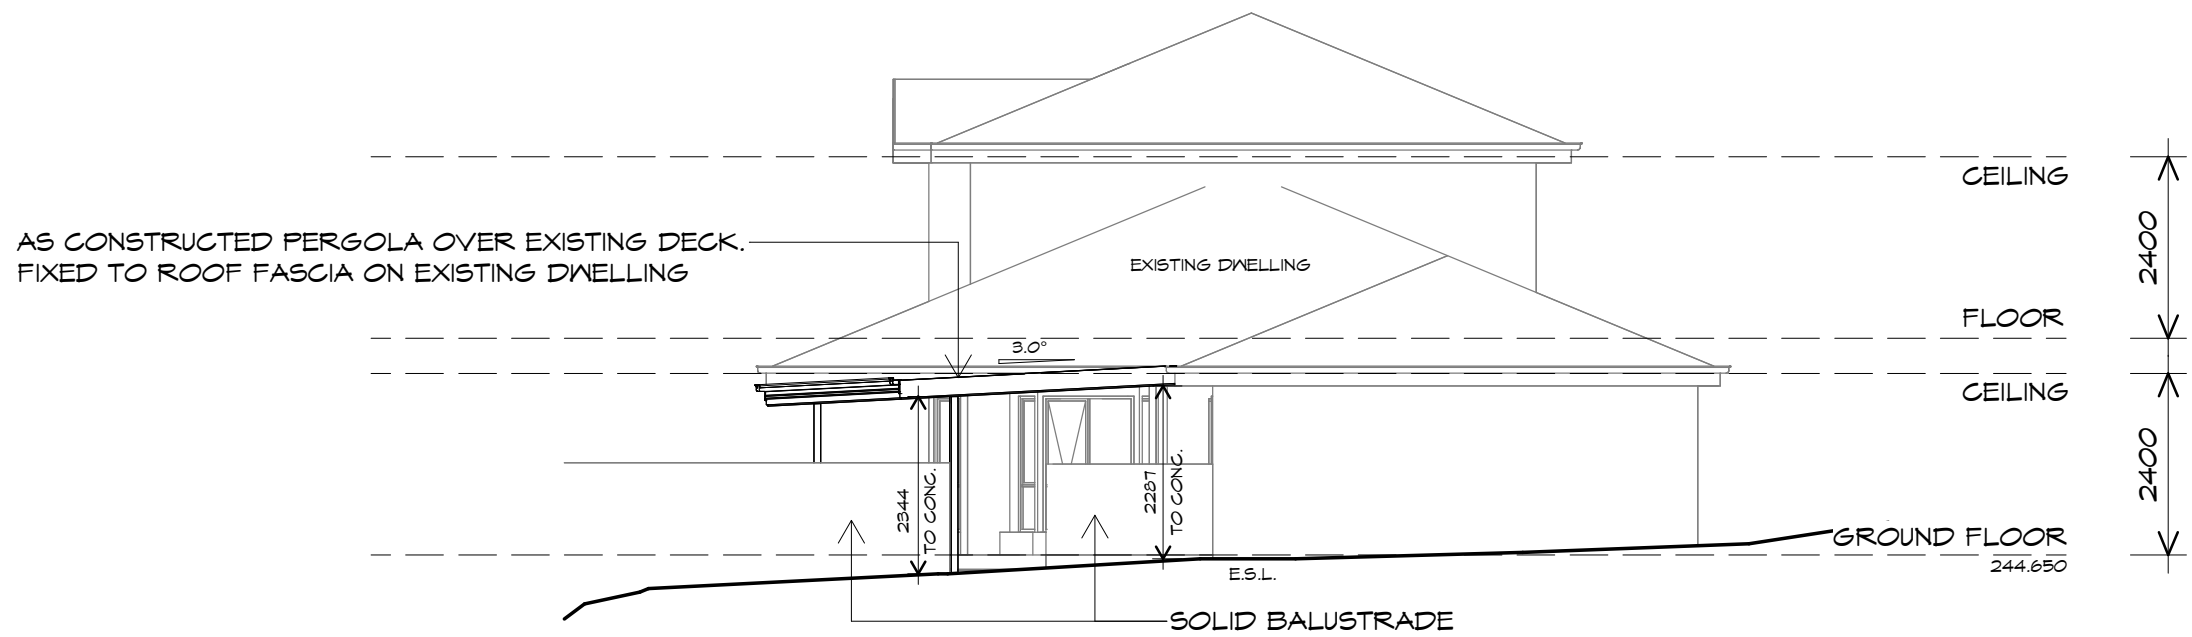 CEILING
2400
AS CONSTRUCTED PERGOLA OVER EXISTING DECK.
FIXED TO ROOF FASCIA ON EXISTING DWELLING
EXISTING DWELLING
FLOOR
3.0°
CEILING
2400
2344
TO CONC.
2287
TO CONC.
GROUND FLOOR
244.650
E.S.L.
SOLID BALUSTRADE